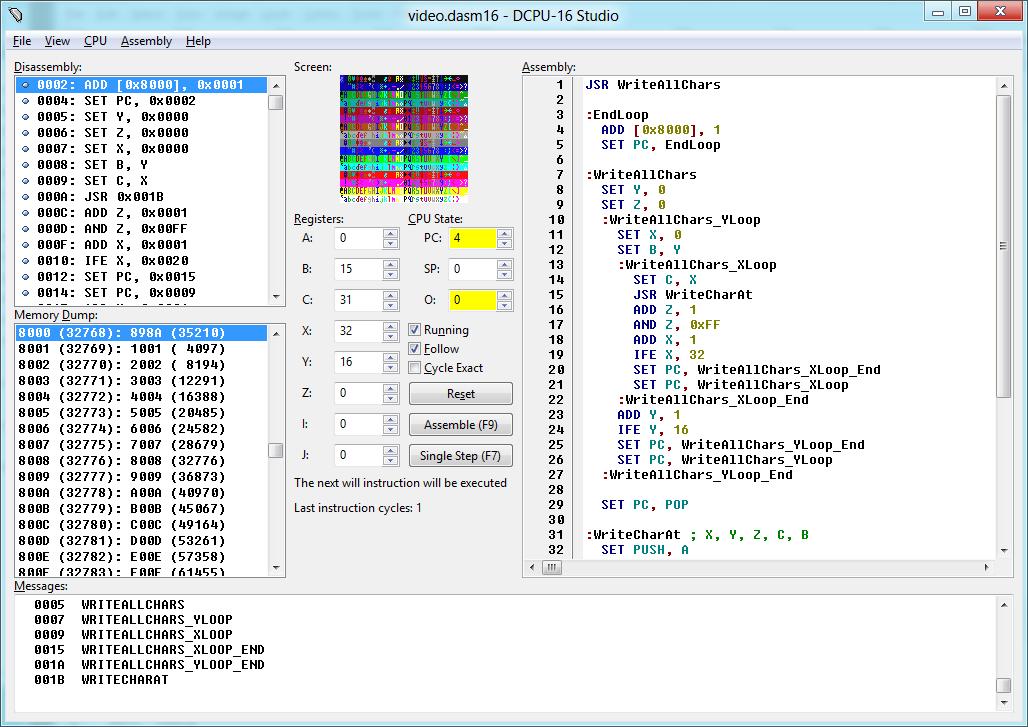 video.dasm16 - DCPU-16 Studio
File View CPU Assembly Help
Disassembly:
0002: ADD [0x8000], 0x0001
0004: SET PC, 0x0002
0005: SET Y, 0x0000
0006: SET Z, 0x0000
0007: SET X, 0x0000
0008: SET B, Y
0009: SET C, X
000A: JSR 0x001B
000C: ADD Z, 0x0001
000D: AND Z, 0x00FF
000F: ADD X, 0x0001
0010: IFE X, 0x0020
0012: SET PC, 0x0015
0014: SET PC, 0x0009
Memory Dump:
8000 (32768): 898A (35210)
8001 (32769): 1001 ( 4097)
8002 (32770): 2002 ( 8194)
8003 (32771): 3003 (12291)
8004 (32772): 4004 (16388)
8005 (32773): 5005 (20485)
8006 (32774): 6006 (24582)
8007 (32775): 7007 (28679)
8008 (32776): 8008 (32776)
8009 (32777): 9009 (36873)
800A (32778): A00A (40970)
800B (32779): B00B (45067)
800C (32780): C00C (49164)
800D (32781): D00D (53261)
800E (32782): E00E (57358)
800F (32783): F00F (61455)
Screen:
Registers:
A: 0
B: 15
C: 31
X: 32
Y: 16
Z: 0
I: 0
J: 0
CPU State:
PC: 4
SP: 0
O: 0
Running
Follow
Cycle Exact
Reset
Assemble (F9)
Single Step (F7)
The next will instruction will be executed
Last instruction cycles: 1
Assembly:
1 JSR WriteAllChars
2
3 :EndLoop
4 ADD [0x8000], 1
5 SET PC, EndLoop
6
7 :WriteAllChars
8 SET Y, 0
9 SET Z, 0
10 :WriteAllChars_YLoop
11 SET X, 0
12 SET B, Y
13 :WriteAllChars_XLoop
14 SET C, X
15 JSR WriteCharAt
16 ADD Z, 1
17 AND Z, 0xFF
18 ADD X, 1
19 IFE X, 32
20 SET PC, WriteAllChars_XLoop_End
21 SET PC, WriteAllChars_XLoop
22 :WriteAllChars_XLoop_End
23 ADD Y, 1
24 IFE Y, 16
25 SET PC, WriteAllChars_YLoop_End
26 SET PC, WriteAllChars_YLoop
27 :WriteAllChars_YLoop_End
28
29 SET PC, POP
30
31 :WriteCharAt ; X, Y, Z, C, B
32 SET PUSH, A
Messages:
0005 WRITEALLCHARS
0007 WRITEALLCHARS_YLOOP
0009 WRITEALLCHARS_XLOOP
0015 WRITEALLCHARS_XLOOP_END
001A WRITEALLCHARS_YLOOP_END
001B WRITECHARAT